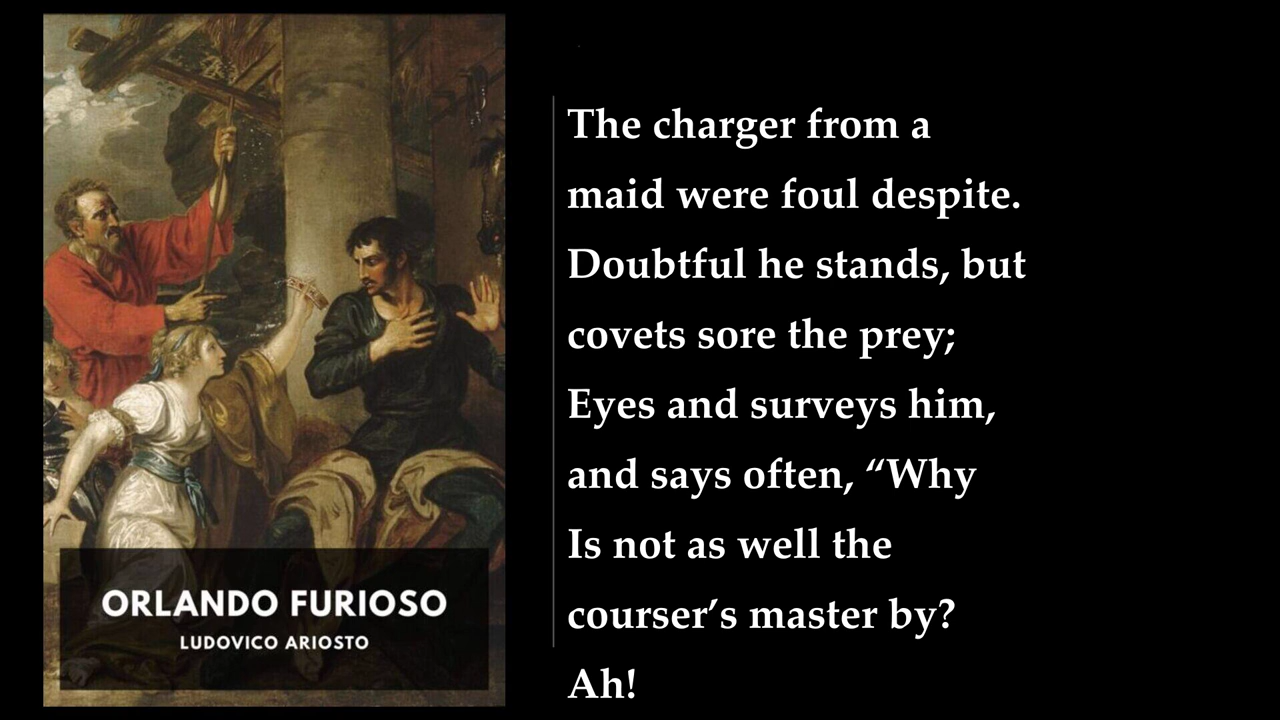 ORLANDO FURIOSO
LUDOVICO ARIOSTO
The charger from a
maid were foul despite.
Doubtful he stands, but
covets sore the prey;
Eyes and surveys him,
and says often, “Why
Is not as well the
courser’s master by?
Ah!